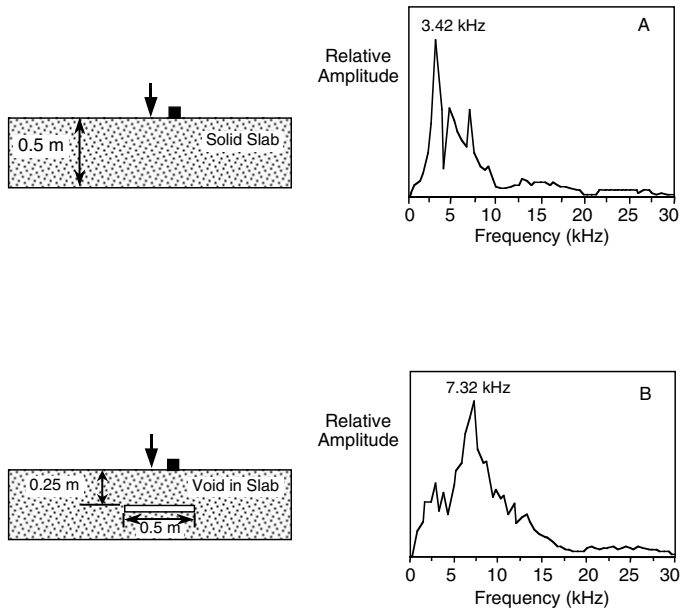 3.42 kHz
A
Relative
Amplitude
0.5 m
Solid Slab
0 5 10 15 20 25 30
Frequency (kHz)
7.32 kHz
B
Relative
Amplitude
0.25 m
Void in Slab
0.5 m
0 5 10 15 20 25 30
Frequency (kHz)